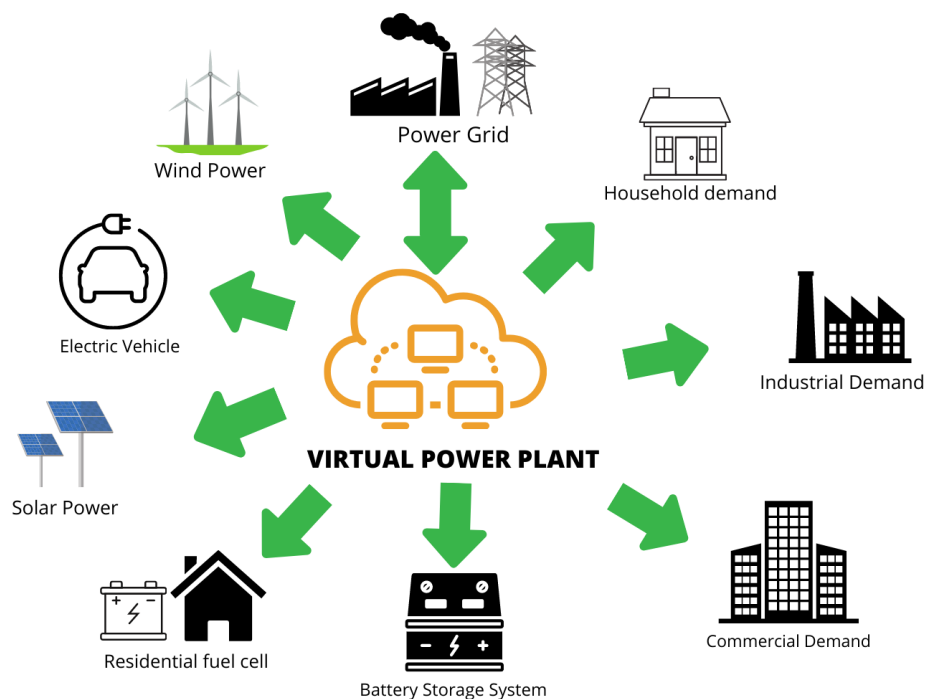 Power Grid
Wind Power
Household demand
Electric Vehicle
Industrial Demand
VIRTUAL POWER PLANT
Solar Power
Commercial Demand
Residential fuel cell
Battery Storage System